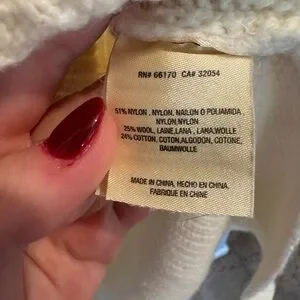 RN# 66170 CA# 32054
51% NYLON , NYLON, NAILON O POLIAMIDA ,
NYLON,NYLON
25% WOOL, LAINE,LANA , LANA,WOLLE
24% COTTON, COTON,ALGODON, COTONE,
BAUMWOLLE
MADE IN CHINA, HECHO EN CHINA,
FABRIQUE EN CHINE